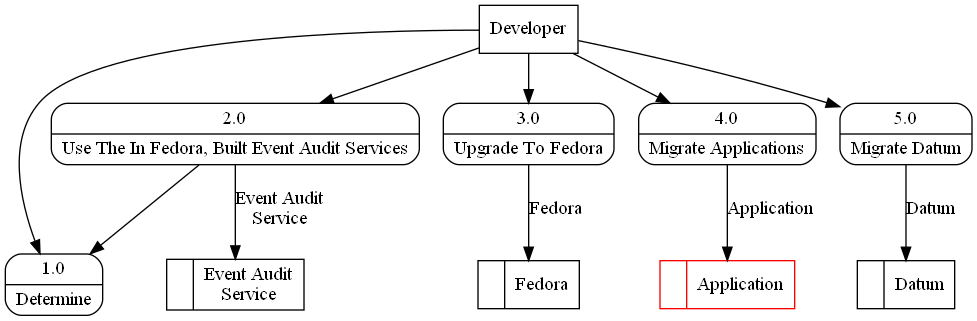 Developer
2.0
Use The In Fedora, Built Event Audit Services
3.0
Upgrade To Fedora
4.0
Migrate Applications
5.0
Migrate Datum
Event Audit
Service
Fedora
Application
Datum
1.0
Determine
Event Audit
Service
Fedora
Application
Datum